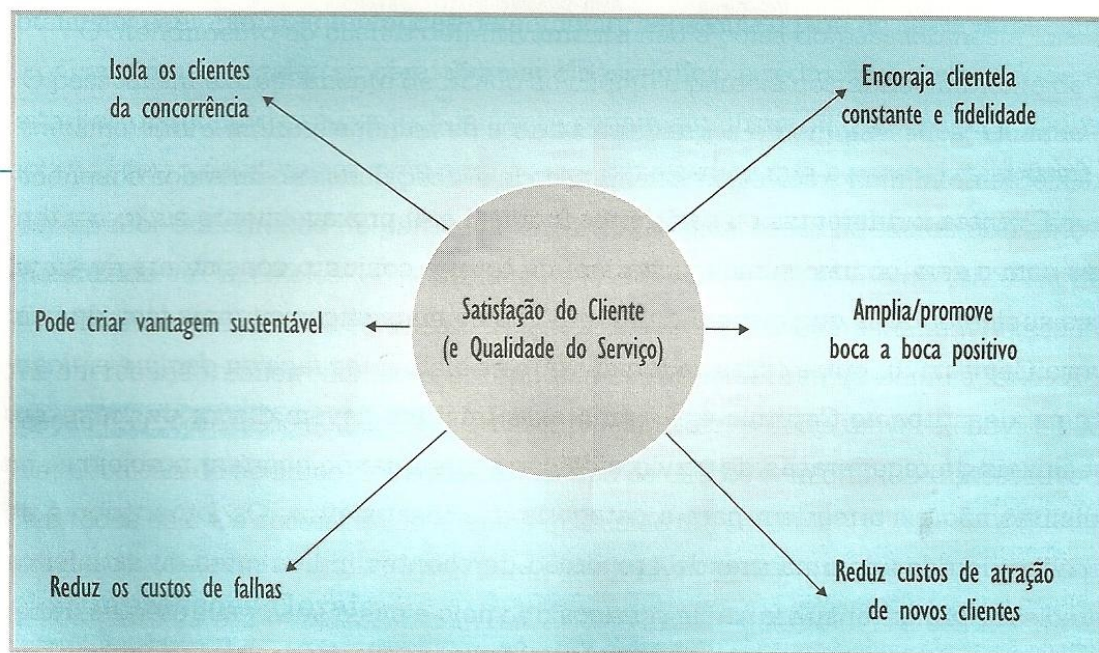 Isola os clientes
da concorrência
Encoraja clientela
constante e fidelidade
Pode criar vantagem sustentável
Satisfação do Cliente
(e Qualidade do Serviço)
Amplia/promove
boca a boca positivo
Reduz os custos de falhas
Reduz custos de atração
de novos clientes